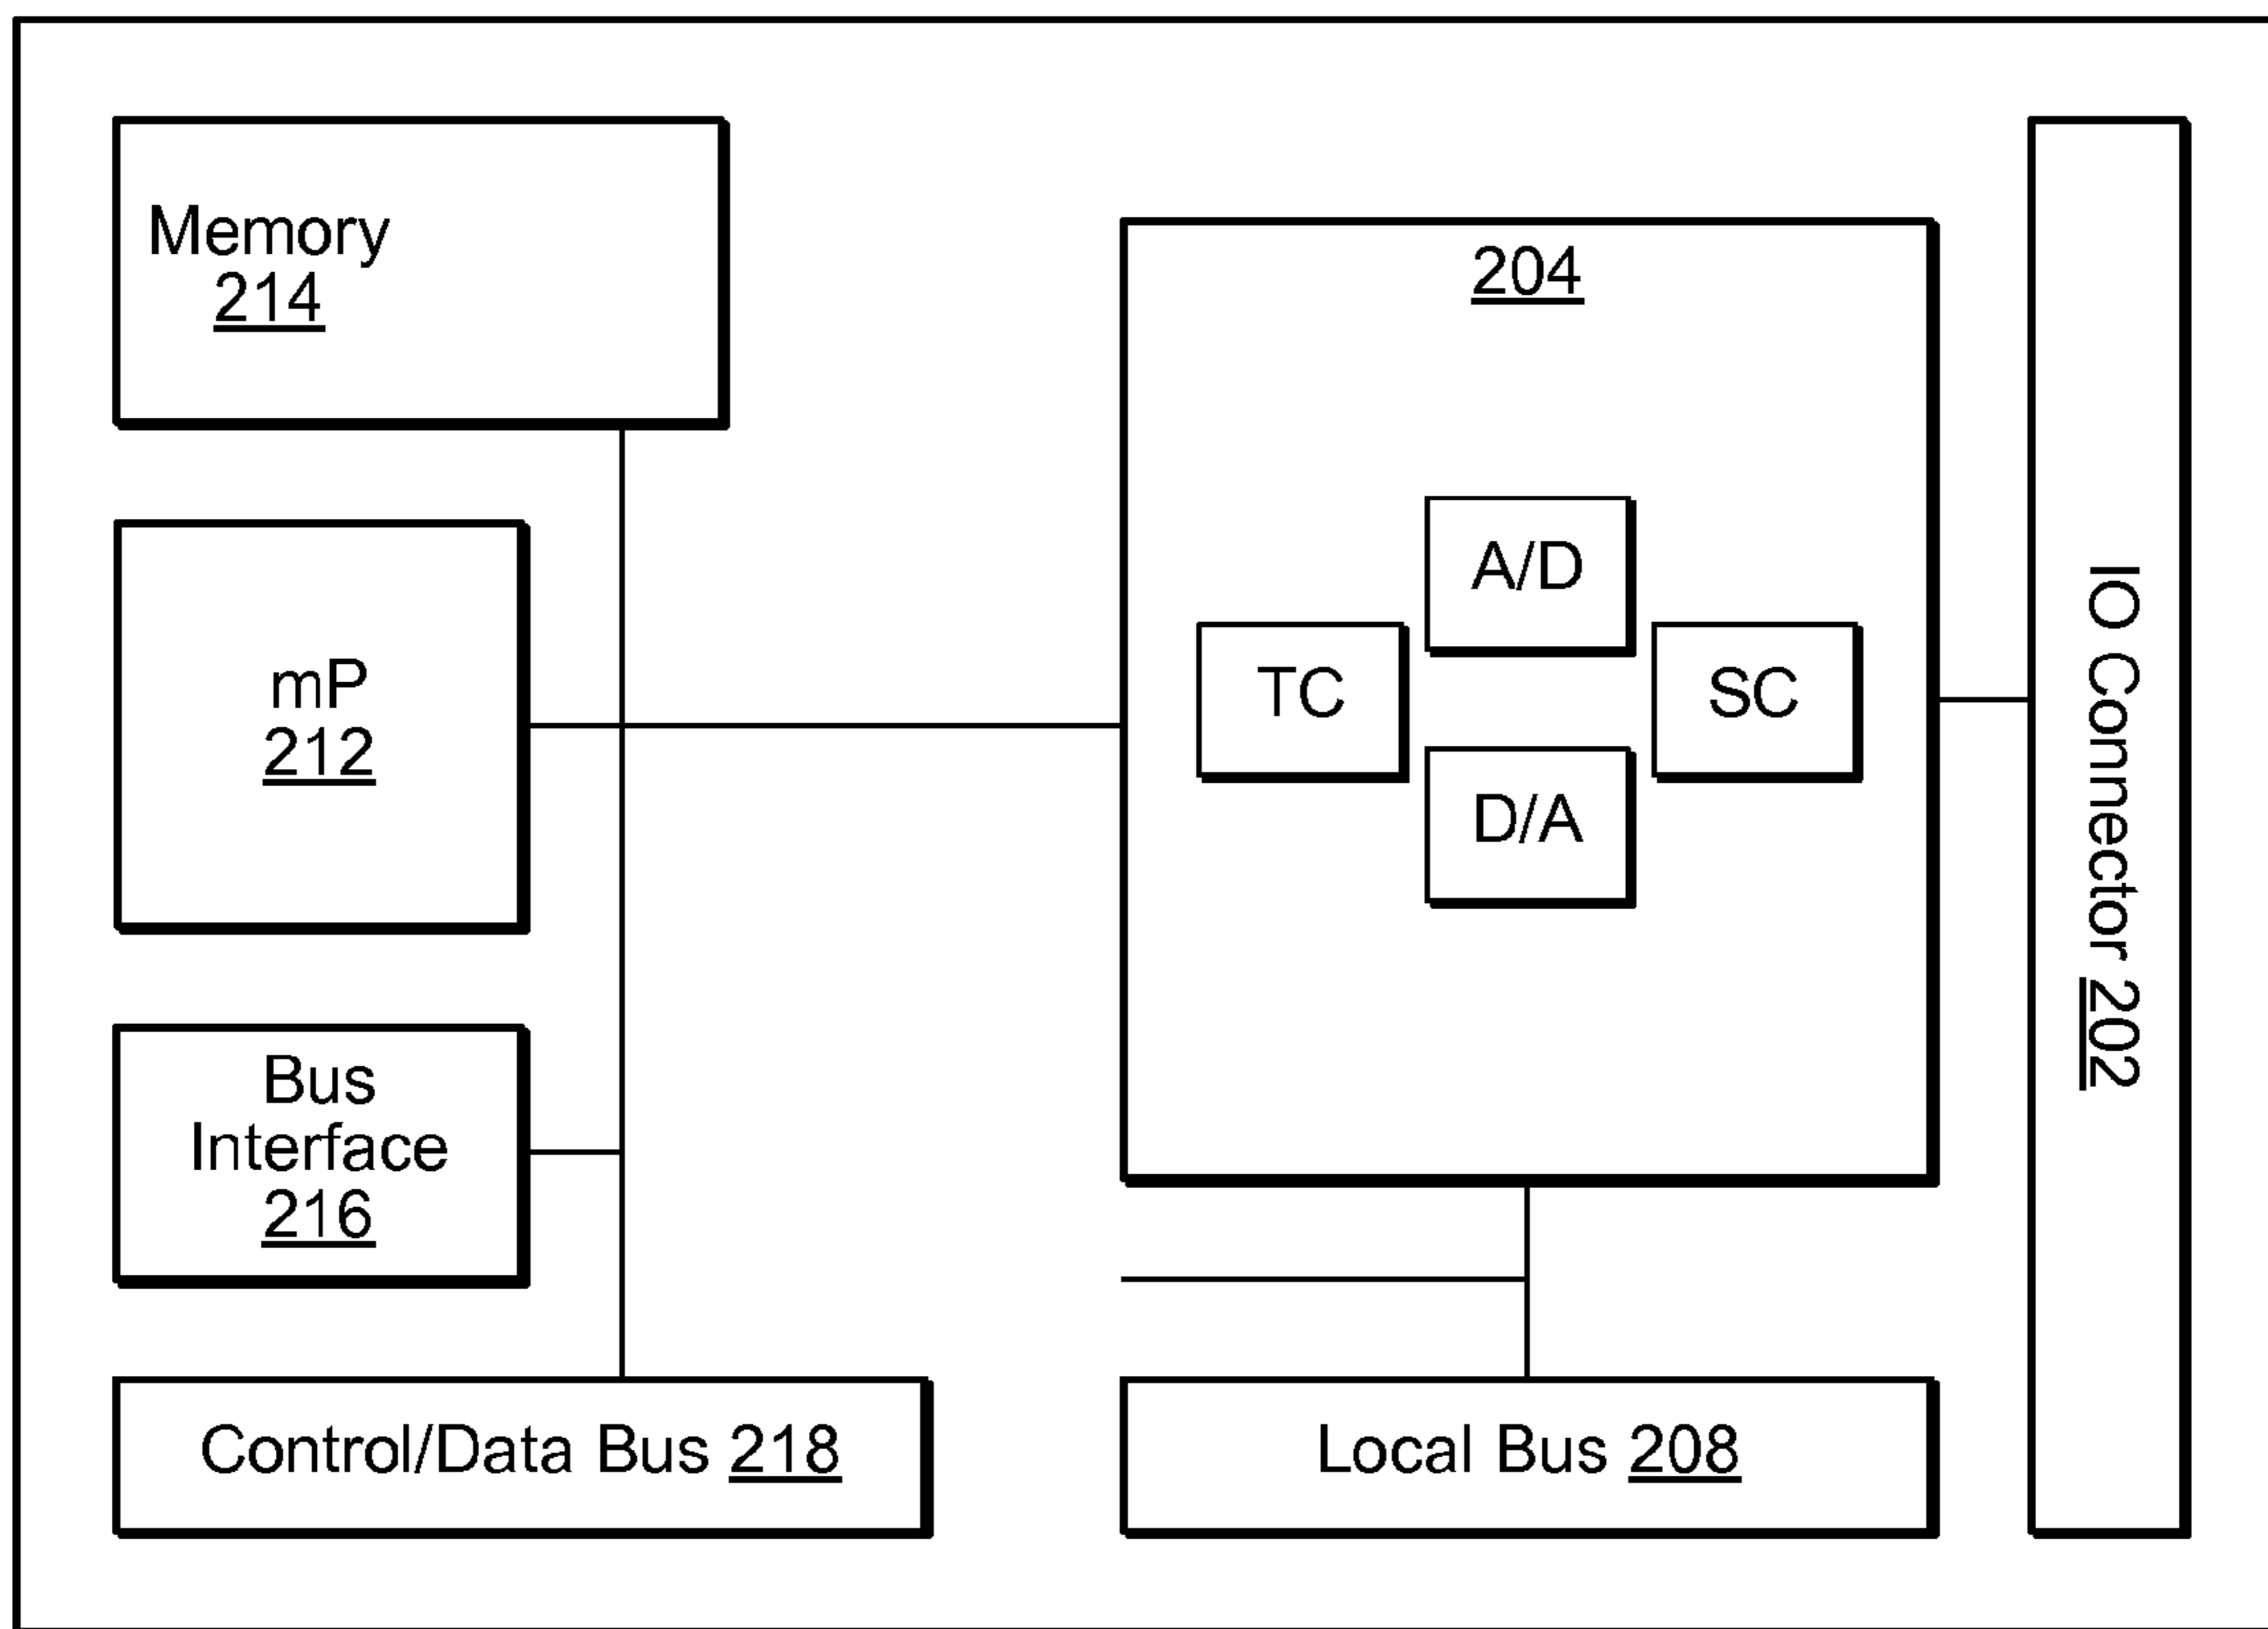 Memory
214
mP
212
Bus
Interface
216
Control/Data Bus 218
204
A/D
TC
SC
D/A
Local Bus 208
IO Connector 202